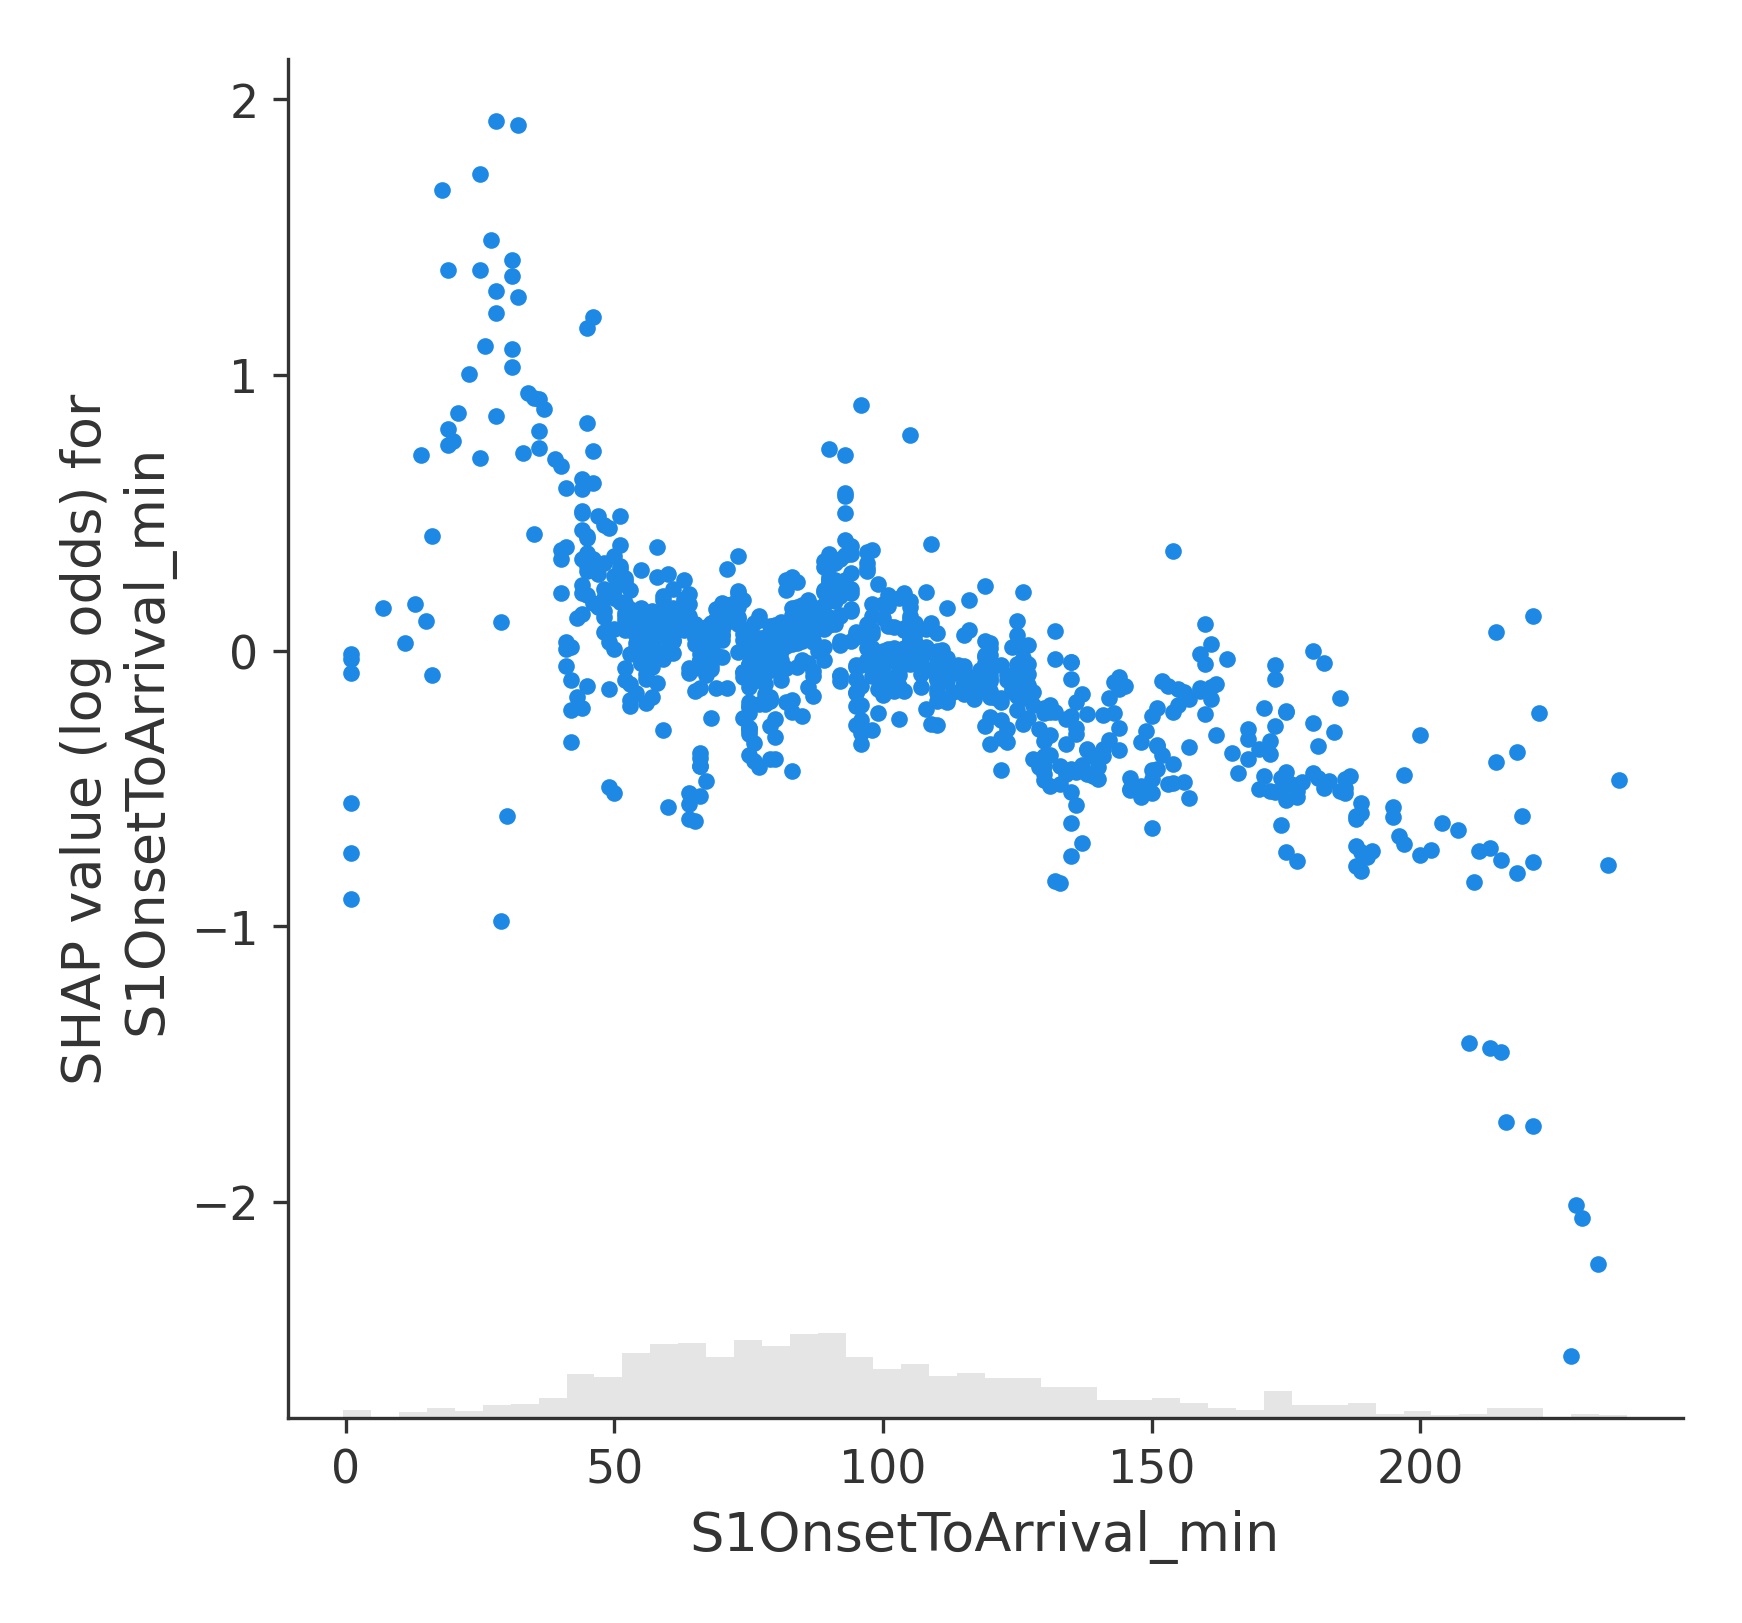 SHAP value (log odds) for
S1OnsetToArrival_min
2
1
0
−1
−2
0 50 100 150 200
S1OnsetToArrival_min